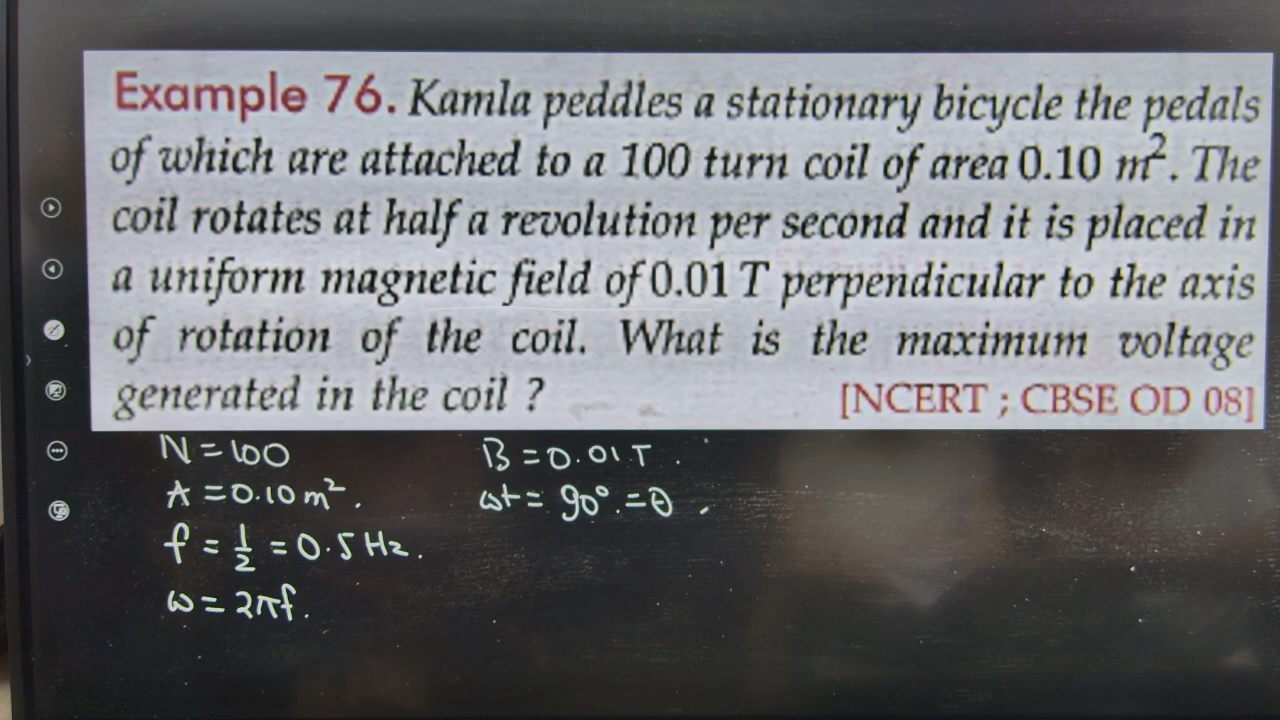 Example 76. Kamla peddles a stationary bicycle the pedals
of which are attached to a 100 turn coil of area 0.10 m². The
coil rotates at half a revolution per second and it is placed in
a uniform magnetic field of 0.01 T perpendicular to the axis
of rotation of the coil. What is the maximum voltage
generated in the coil ?
[NCERT ; CBSE OD 08]
N = 100
A = 0.10 m².
f = 1/2 = 0.5 Hz.
ω = 2πf.
B = 0.01 T.
ωt = 90°. = θ.